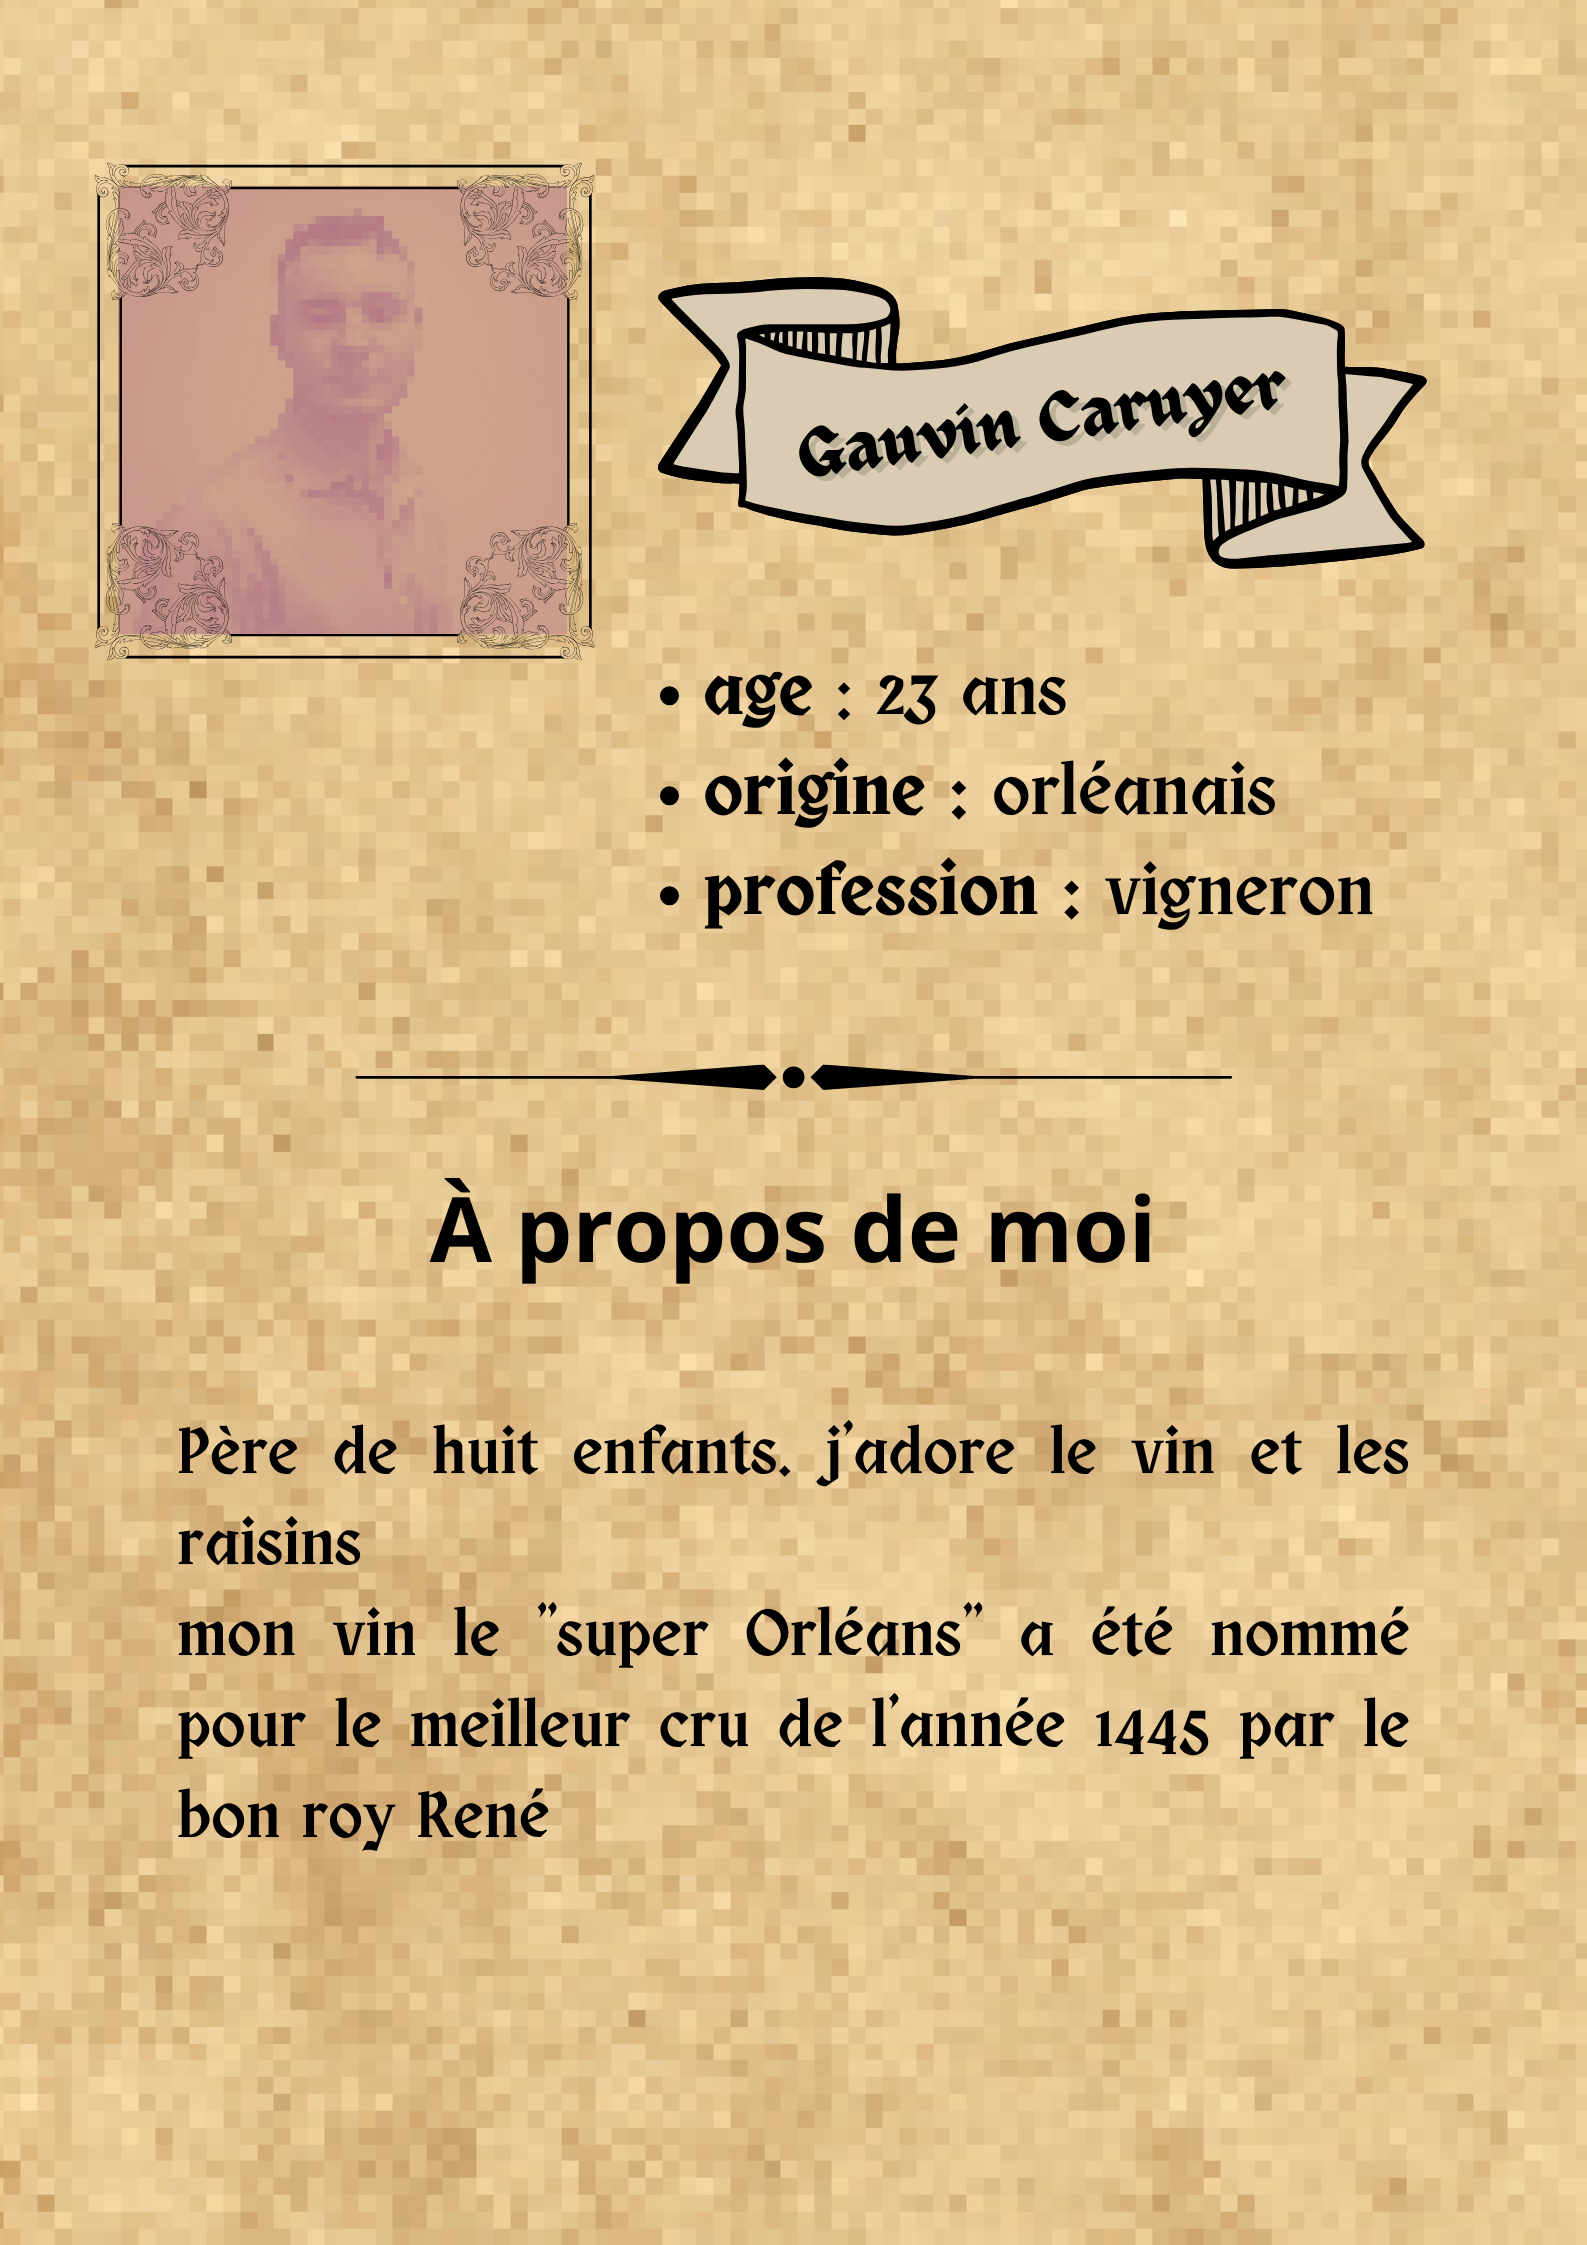 Gauvin Caruyer
• age : 23 ans
• origine : orléanais
• profession : vigneron
À propos de moi
Père de huit enfants. j'adore le vin et les
raisins
mon vin le "super Orléans" a été nommé
pour le meilleur cru de l'année 1445 par le
bon roy René